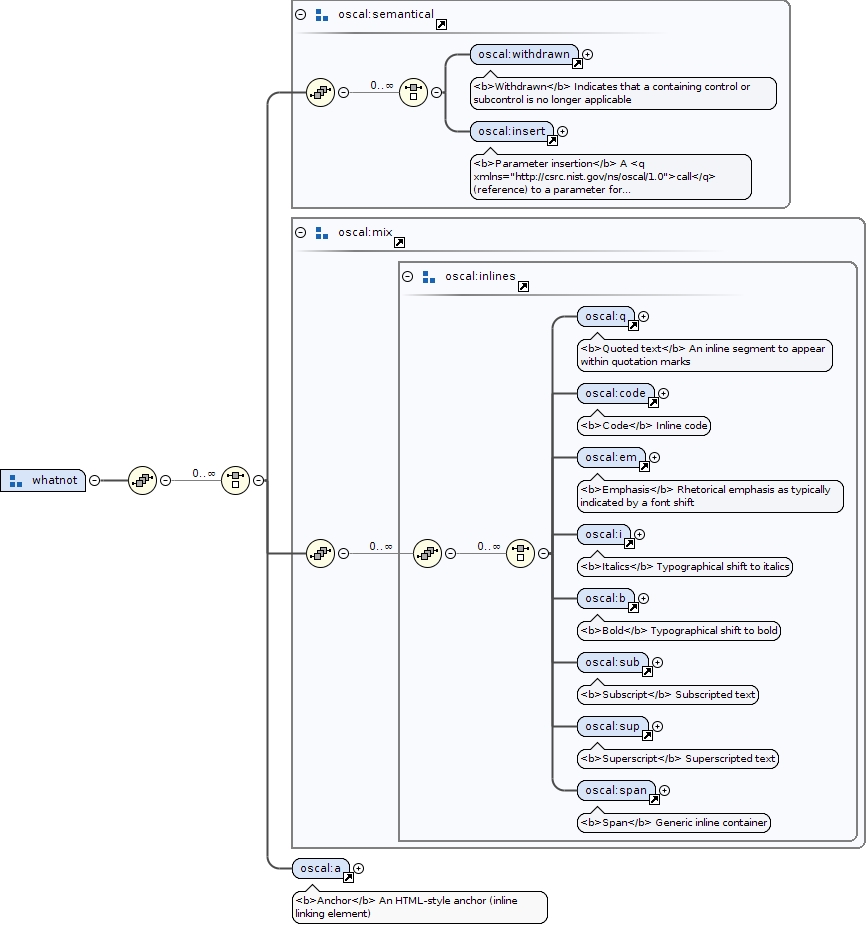 oscal:semantical
oscal:withdrawn
0..∞
<b>Withdrawn</b> Indicates that a containing control or
subcontrol is no longer applicable
oscal:insert
<b>Parameter insertion</b> A <q
xmlns="http://csrc.nist.gov/ns/oscal/1.0">call</q>
(reference) to a parameter for...
oscal:mix
oscal:inlines
oscal:q
<b>Quoted text</b> An inline segment to appear
within quotation marks
oscal:code
<b>Code</b> Inline code
oscal:em
<b>Emphasis</b> Rhetorical emphasis as typically
indicated by a font shift
whatnot
0..∞
oscal:i
0..∞
0..∞
<b>Italics</b> Typographical shift to italics
oscal:b
<b>Bold</b> Typographical shift to bold
oscal:sub
<b>Subscript</b> Subscripted text
oscal:sup
<b>Superscript</b> Superscripted text
oscal:span
<b>Span</b> Generic inline container
oscal:a
<b>Anchor</b> An HTML-style anchor (inline
linking element)